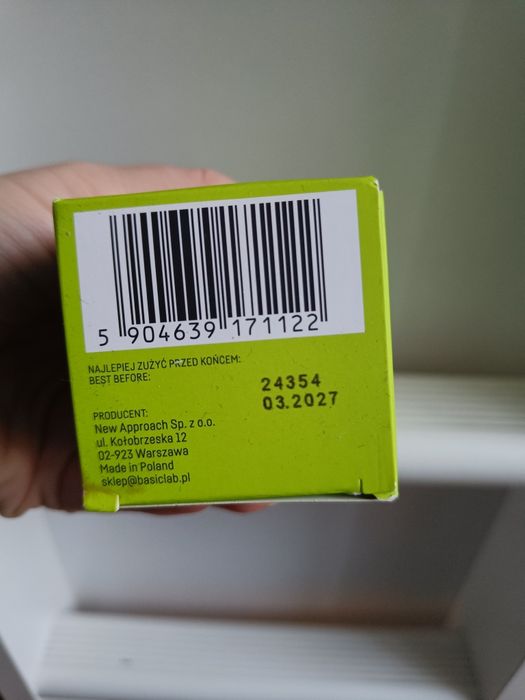 5 904639 171122
NAJLEPIEJ ZUŻYĆ PRZED KOŃCEM:
BEST BEFORE:
24354
03.2027
PRODUCENT:
New Approach Sp. z o.o.
ul. Kołobrzeska 12
02-923 Warszawa
Made in Poland
sklep@basiclab.pl